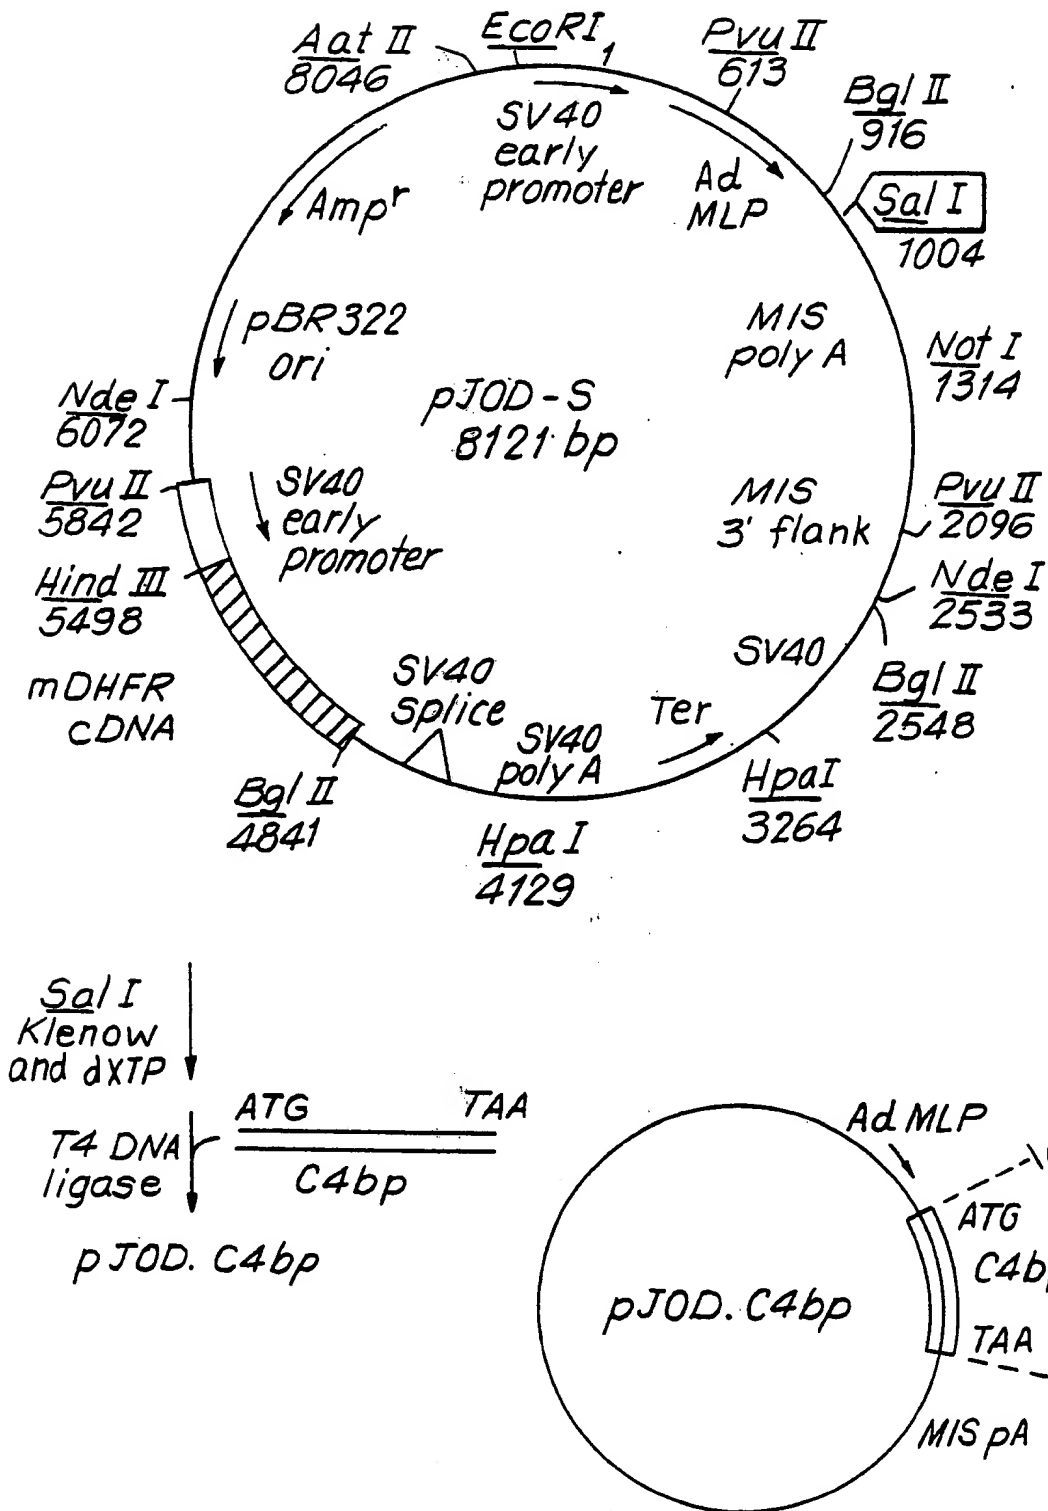 Aat II
8046
EcoRI
1
Pvu II
613
Bgl II
916
Sal I
1004
SV40
early
promoter
Ad
MLP
Ampʳ
MIS
poly A
Not I
1314
pBR322
ori
pJOD-S
8121 bp
Nde I
6072
Pvu II
5842
SV40
early
promoter
MIS
3' flank
Pvu II
2096
Hind III
5498
Nde I
2533
mDHFR
cDNA
SV40
Splice
SV40
poly A
Ter
SV40
Bgl II
2548
Bgl II
4841
Hpa I
4129
HpaI
3264
Sal I
Klenow
and dXTP
T4 DNA
ligase
ATG TAA
C4bp
pJOD. C4bp
Ad MLP
ATG
pJOD. C4bp
TAA
MIS pA